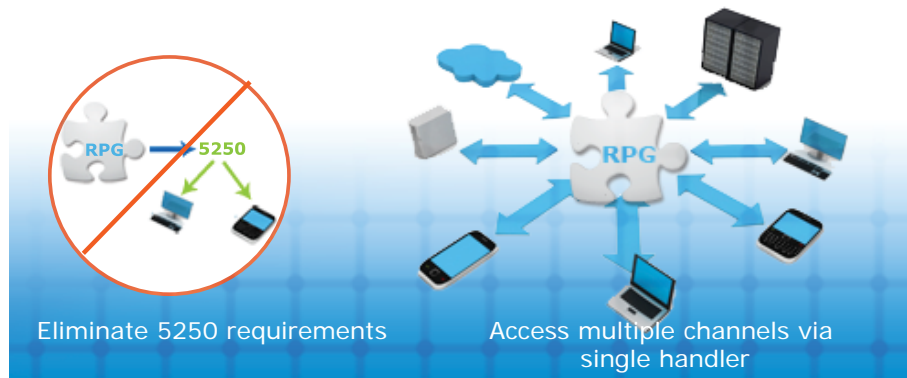 RPG
5250
RPG
Eliminate 5250 requirements
Access multiple channels via
single handler